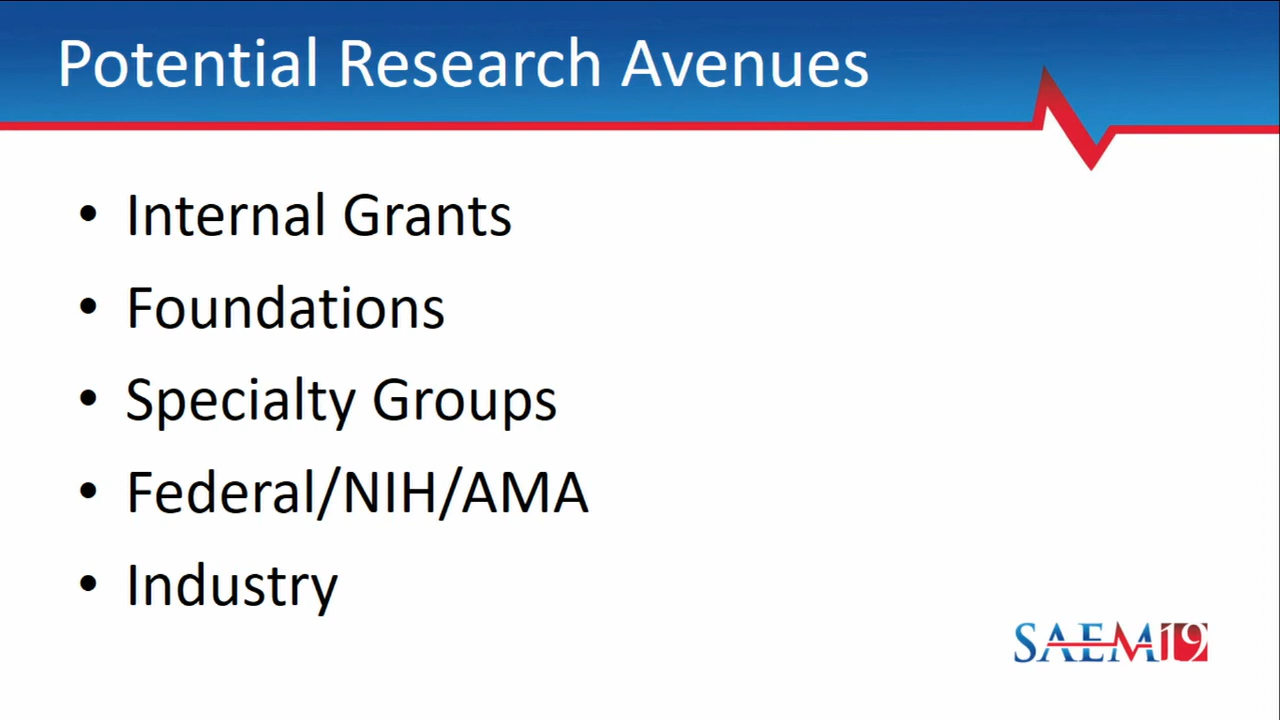 Potential Research Avenues
• Internal Grants
• Foundations
• Specialty Groups
• Federal/NIH/AMA
• Industry
SAEM19